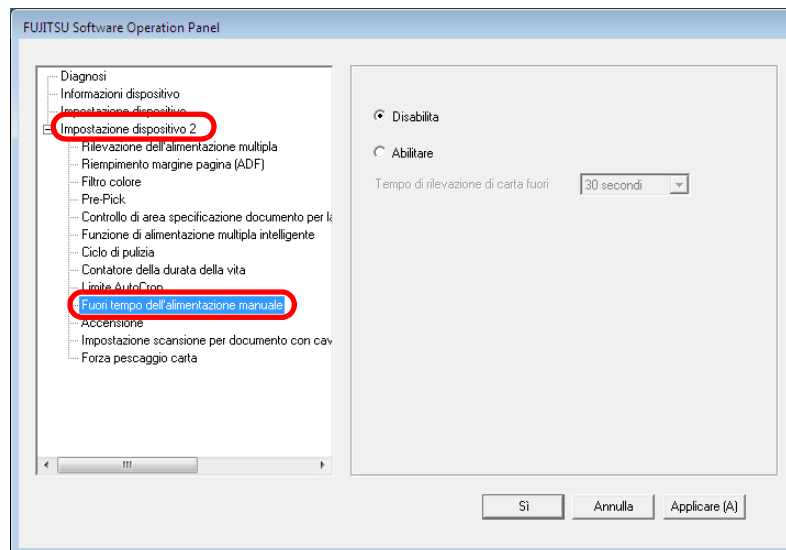 FUJITSU Software Operation Panel
Diagnosi
Informazioni dispositivo
Impostazione dispositivo
Impostazione dispositivo 2
Rilevazione dell'alimentazione multipla
Riempimento margine pagina (ADF)
Filtro colore
Pre-Pick
Controllo di area specificazione documento per la
Funzione di alimentazione multipla intelligente
Ciclo di pulizia
Contatore della durata della vita
Limite AutoCrop
Fuori tempo dell'alimentazione manuale
Accensione
Impostazione scansione per documento con cav
Forza pescaggio carta
Disabilita
Abilitare
Tempo di rilevazione di carta fuori 30 secondi
Sì Annulla Applicare (A)